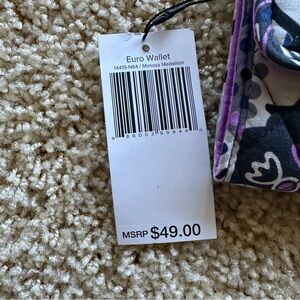 Euro Wallet
14419-N64 / Mimosa Medallion
MSRP $49.00